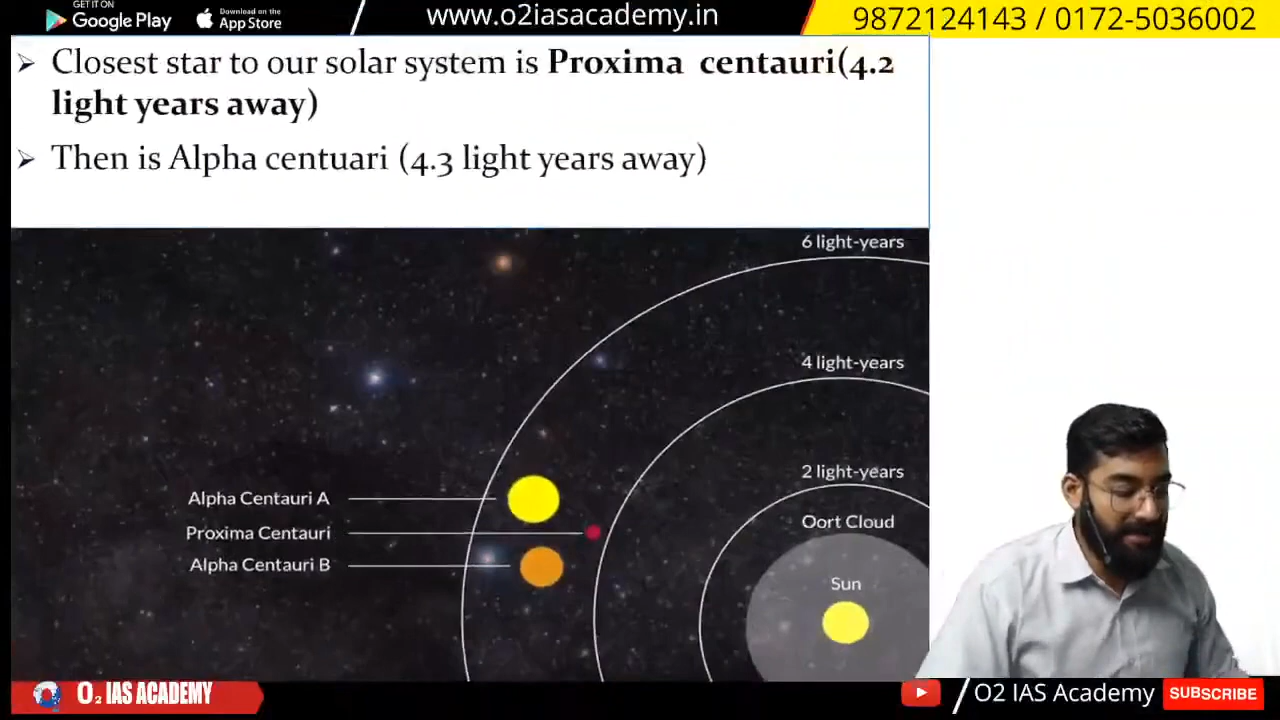 GET IT ON
Google Play
Download on the
App Store
www.o2iasacademy.in
9872124143 / 0172-5036002
➢ Closest star to our solar system is Proxima centauri(4.2
light years away)
➢ Then is Alpha centuari (4.3 light years away)
6 light-years
4 light-years
2 light-years
Oort Cloud
Sun
Alpha Centauri A
Proxima Centauri
Alpha Centauri B
O2 IAS ACADEMY
O2 IAS Academy
SUBSCRIBE